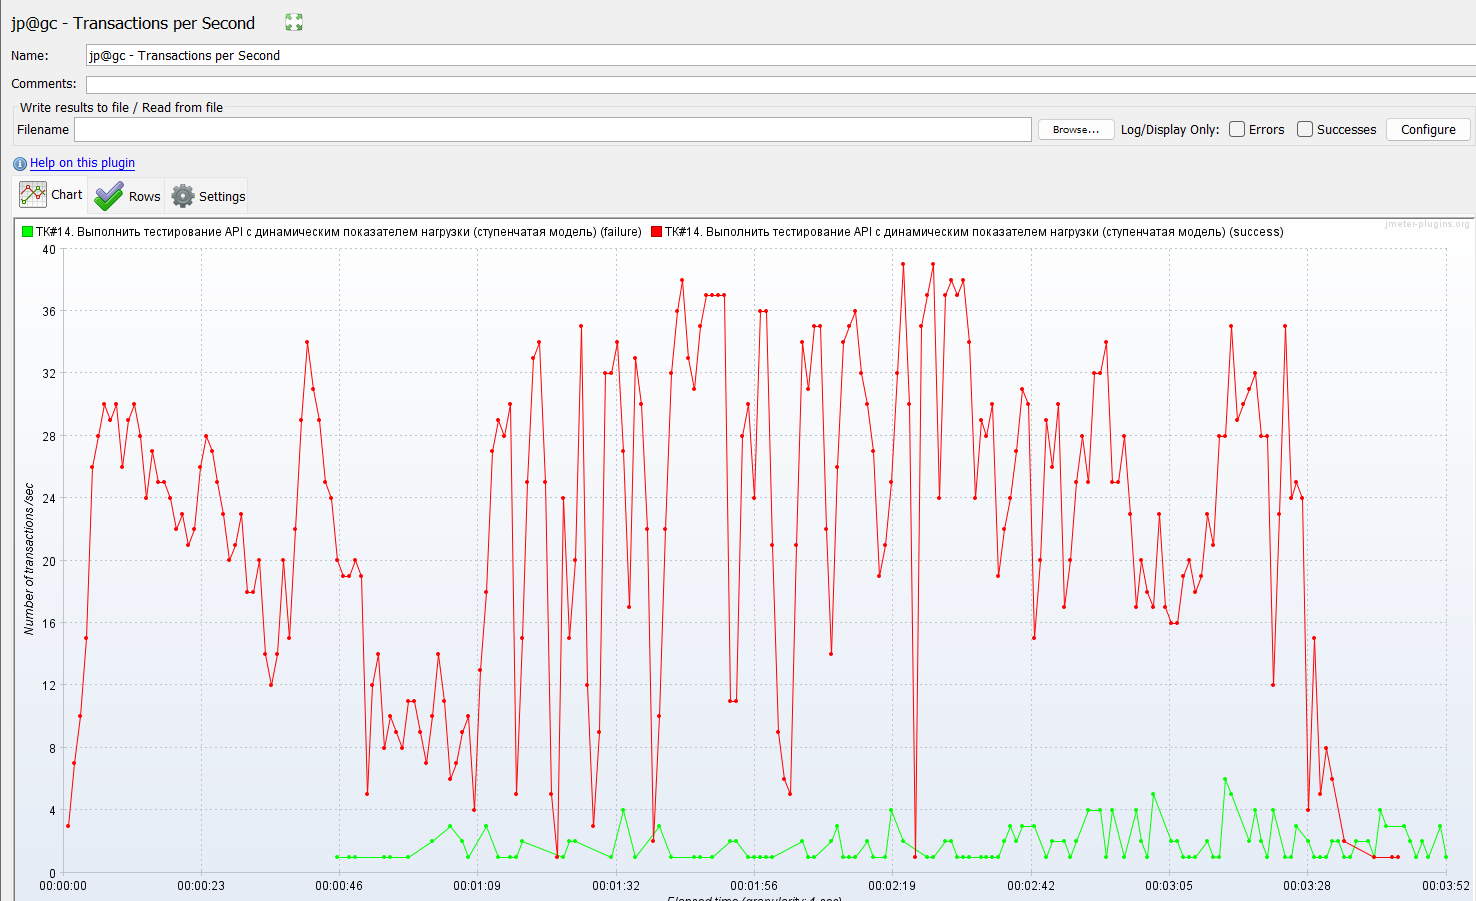 jp@gc - Transactions per Second
Name: jp@gc - Transactions per Second
Comments:
Write results to file / Read from file
Filename Browse... Log/Display Only: Errors Successes Configure
Help on this plugin
Chart Rows Settings
ТК#14. Выполнить тестирование API с динамическим показателем нагрузки (ступенчатая модель) (failure) ТК#14. Выполнить тестирование API с динамическим показателем нагрузки (ступенчатая модель) (success)
jmeter-plugins.org
40
36
32
28
24
20
16
12
8
4
0
Number of transactions /sec
00:00:00 00:00:23 00:00:46 00:01:09 00:01:32 00:01:56 00:02:19 00:02:42 00:03:05 00:03:28 00:03:52
Elapsed time (granularity: 1 sec)